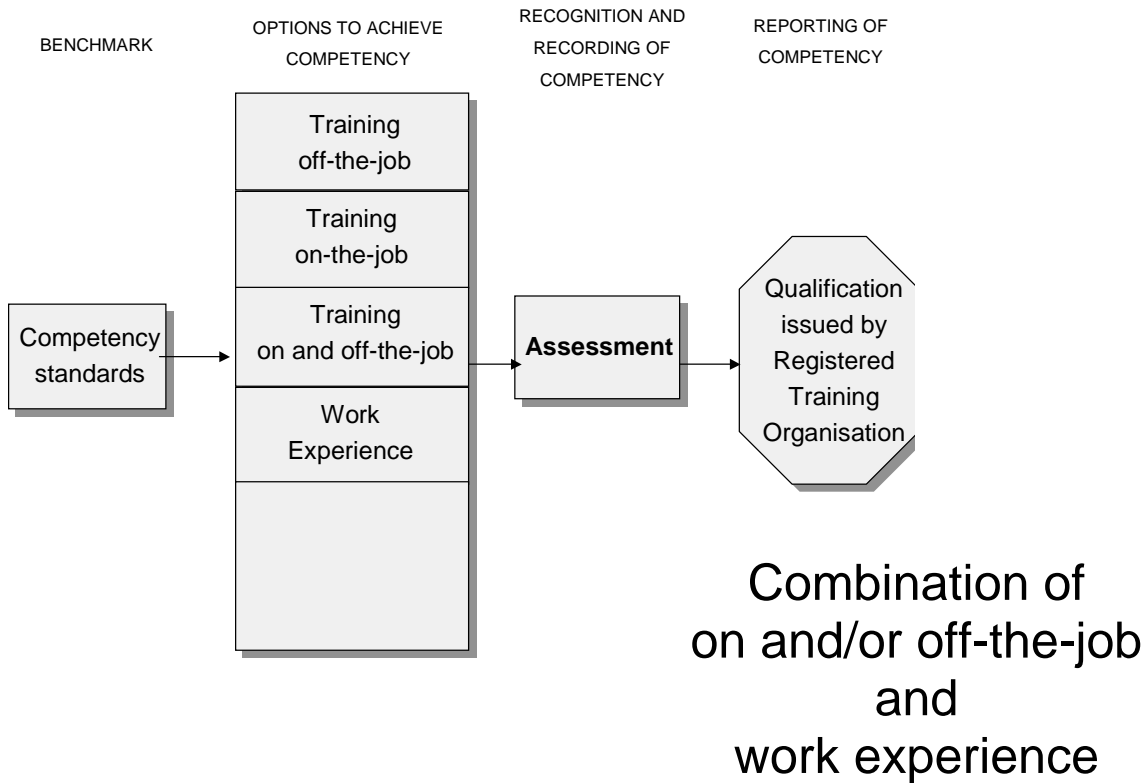 BENCHMARK
OPTIONS TO ACHIEVE
COMPETENCY
RECOGNITION AND
RECORDING OF
COMPETENCY
REPORTING OF
COMPETENCY
Competency
standards
Training
off-the-job
Training
on-the-job
Training
on and off-the-job
Work
Experience
Assessment
Qualification
issued by
Registered
Training
Organisation
Combination of
on and/or off-the-job
and
work experience